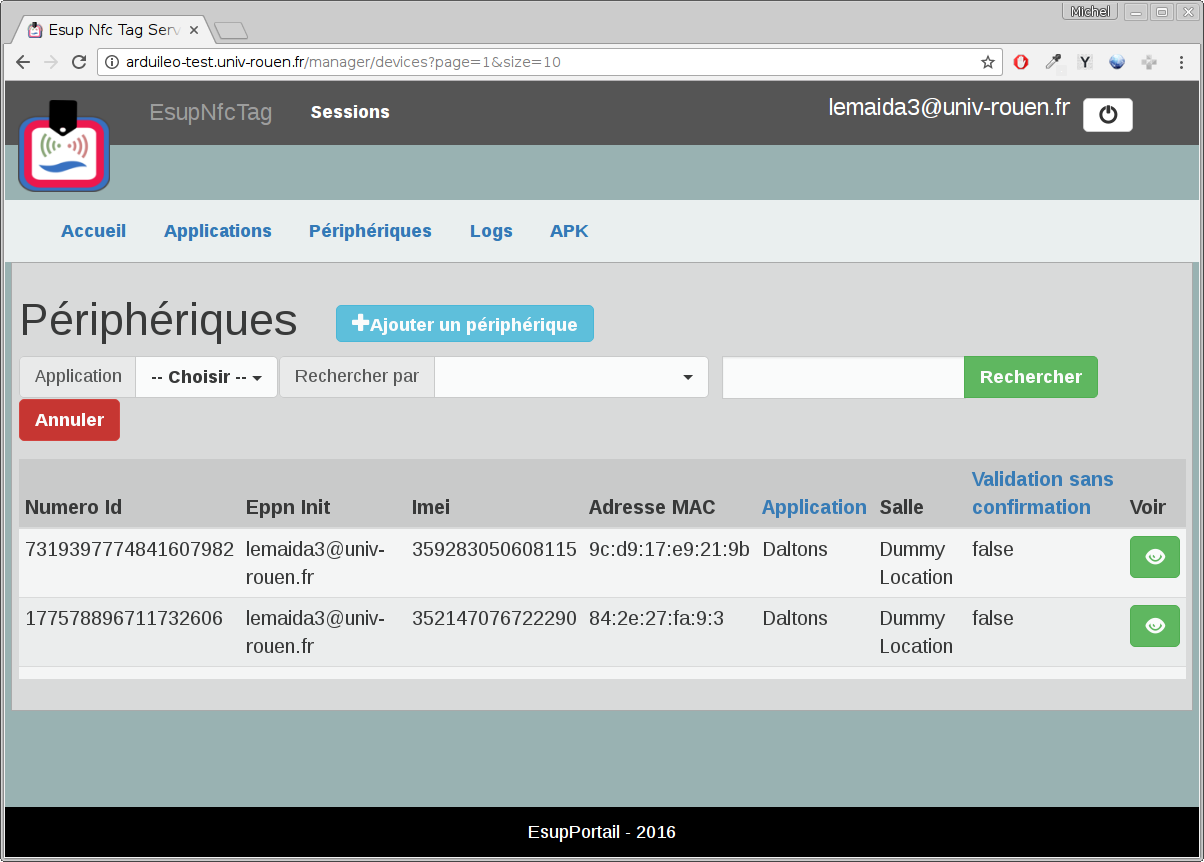 Michel
Esup Nfc Tag Serv
arduileo-test.univ-rouen.fr/manager/devices?page=1&size=10
Y
EsupNfcTag Sessions lemaida3@univ-rouen.fr
Accueil Applications Périphériques Logs APK
Périphériques Ajouter un périphérique
Application -- Choisir -- Rechercher par Rechercher
Annuler
Validation sans
Numero Id Eppn Init Imei Adresse MAC Application Salle confirmation Voir
7319397774841607982 lemaida3@univ- 359283050608115 9c:d9:17:e9:21:9b Daltons Dummy false
rouen.fr Location
177578896711732606 lemaida3@univ- 352147076722290 84:2e:27:fa:9:3 Daltons Dummy false
rouen.fr Location
EsupPortail - 2016